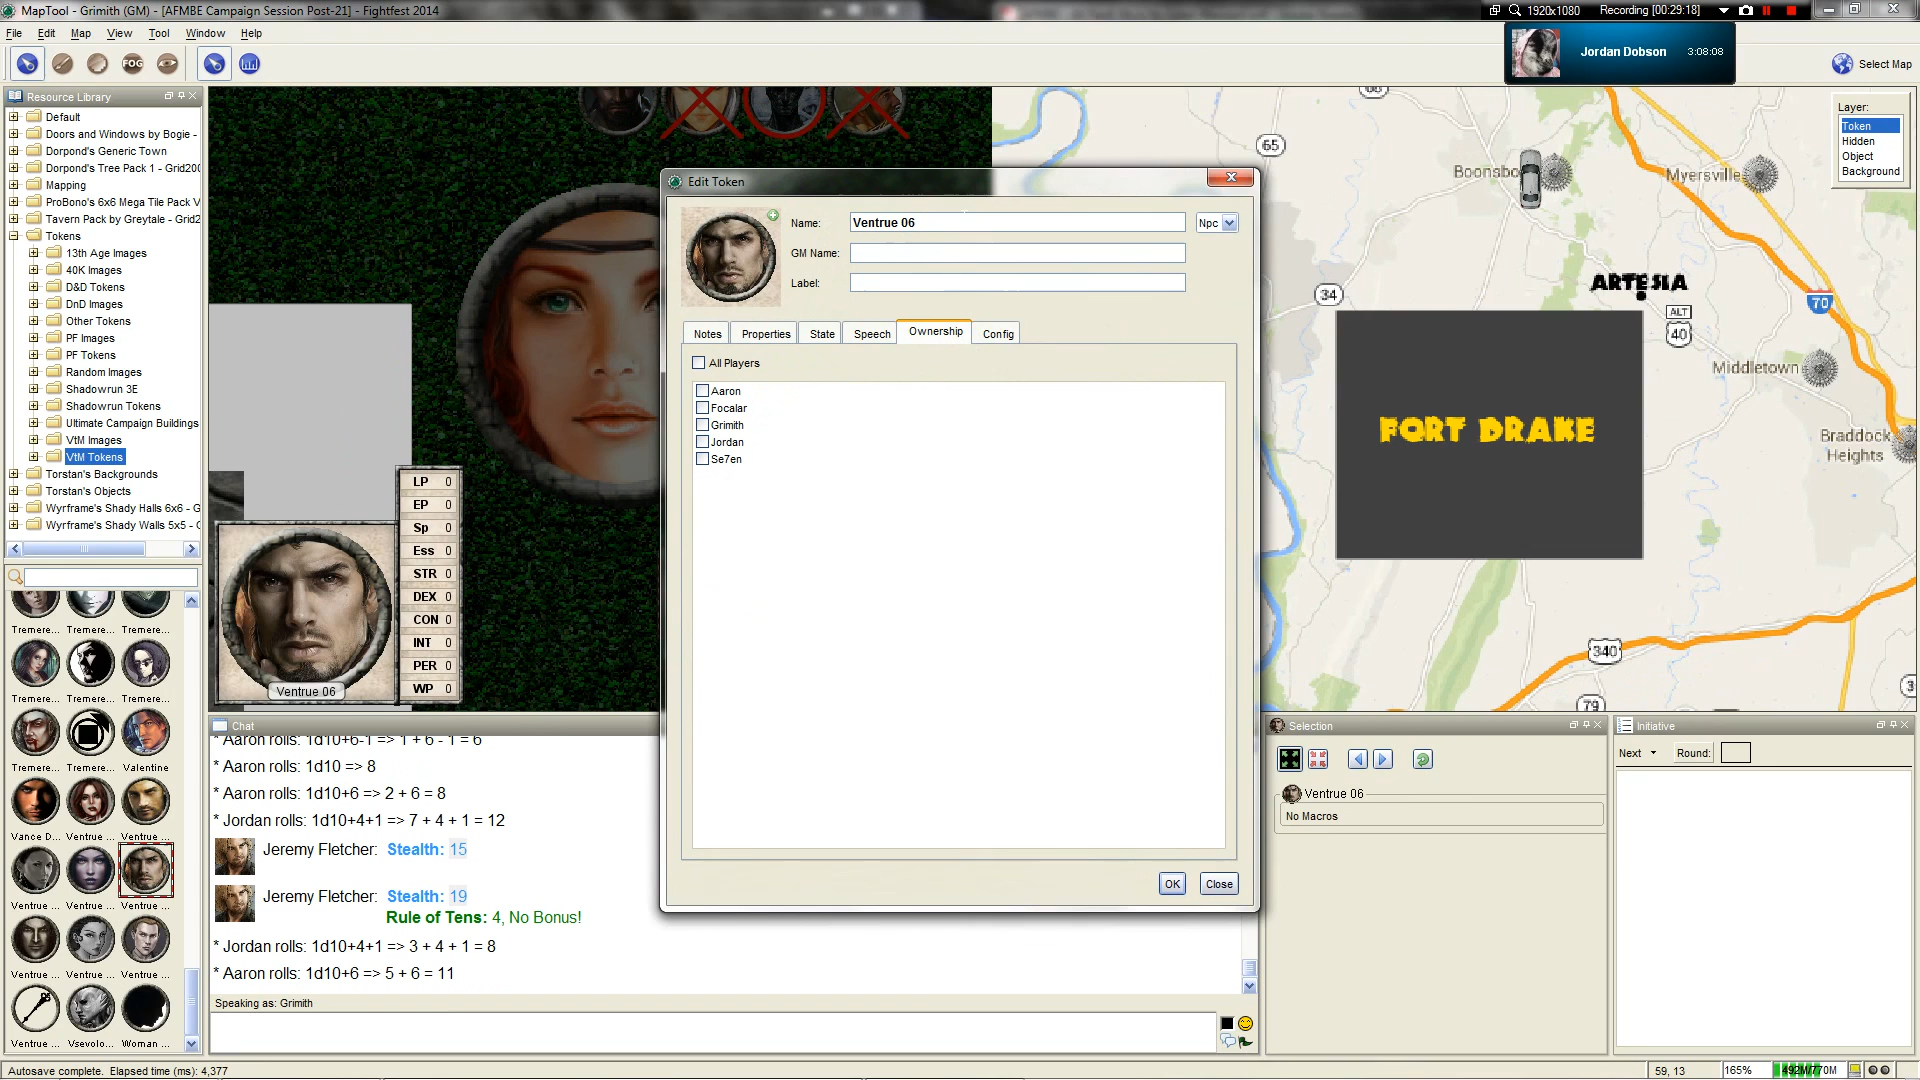 MapTool - Grimith (GM) - [AFMBE Campaign Session Post-21] - Fightfest 2014
1920x1080
Recording [00:29:18]
File Edit Map View Tool Window Help
Jordan Dobson 3:08:08
FOG
Select Map
Resource Library
Default
Doors and Windows by Bogie -
Dorpond's Generic Town
Dorpond's Tree Pack 1 - Grid200
Mapping
ProBono's 6x6 Mega Tile Pack V
Tavern Pack by Greytale - Grid2
Tokens
13th Age Images
40K Images
D&D Tokens
DnD Images
Other Tokens
PF Images
PF Tokens
Random Images
Shadowrun 3E
Shadowrun Tokens
Ultimate Campaign Buildings
VtM Images
VtM Tokens
Torstan's Backgrounds
Torstan's Objects
Wyrframe's Shady Halls 6x6 - G
Wyrframe's Shady Walls 5x5 - G
Tremere... Tremere... Tremere...
Tremere... Tremere... Tremere...
Tremere... Tremere... Valentine
Vance D... Ventrue ... Ventrue ...
Ventrue ... Ventrue ... Ventrue ...
Ventrue ... Ventrue ... Ventrue ...
Ventrue ... Vsevolo... Woman ...
LP 0
EP 0
Sp 0
Ess 0
STR 0
DEX 0
CON 0
INT 0
PER 0
WP 0
Ventrue 06
Edit Token
Name: Ventrue 06 Npc
GM Name:
Label:
Notes Properties State Speech Ownership Config
All Players
Aaron
Focalar
Grimith
Jordan
Se7en
OK Close
65
Boonsbo
Myersville
34
ARTESIA
70
ALT
40
Middletown
FORT DRAKE
Braddock
Heights
340
79
Layer:
Token
Hidden
Object
Background
Chat
* Aaron rolls: 1d10+6-1 => 1 + 6 - 1 = 6
* Aaron rolls: 1d10 => 8
* Aaron rolls: 1d10+6 => 2 + 6 = 8
* Jordan rolls: 1d10+4+1 => 7 + 4 + 1 = 12
Jeremy Fletcher: Stealth: 15
Jeremy Fletcher: Stealth: 19
Rule of Tens: 4, No Bonus!
* Jordan rolls: 1d10+4+1 => 3 + 4 + 1 = 8
* Aaron rolls: 1d10+6 => 5 + 6 = 11
Speaking as: Grimith
Selection
Ventrue 06
No Macros
Initiative
Next Round:
Autosave complete. Elapsed time (ms): 4,377
59, 13
165%
492M/770M